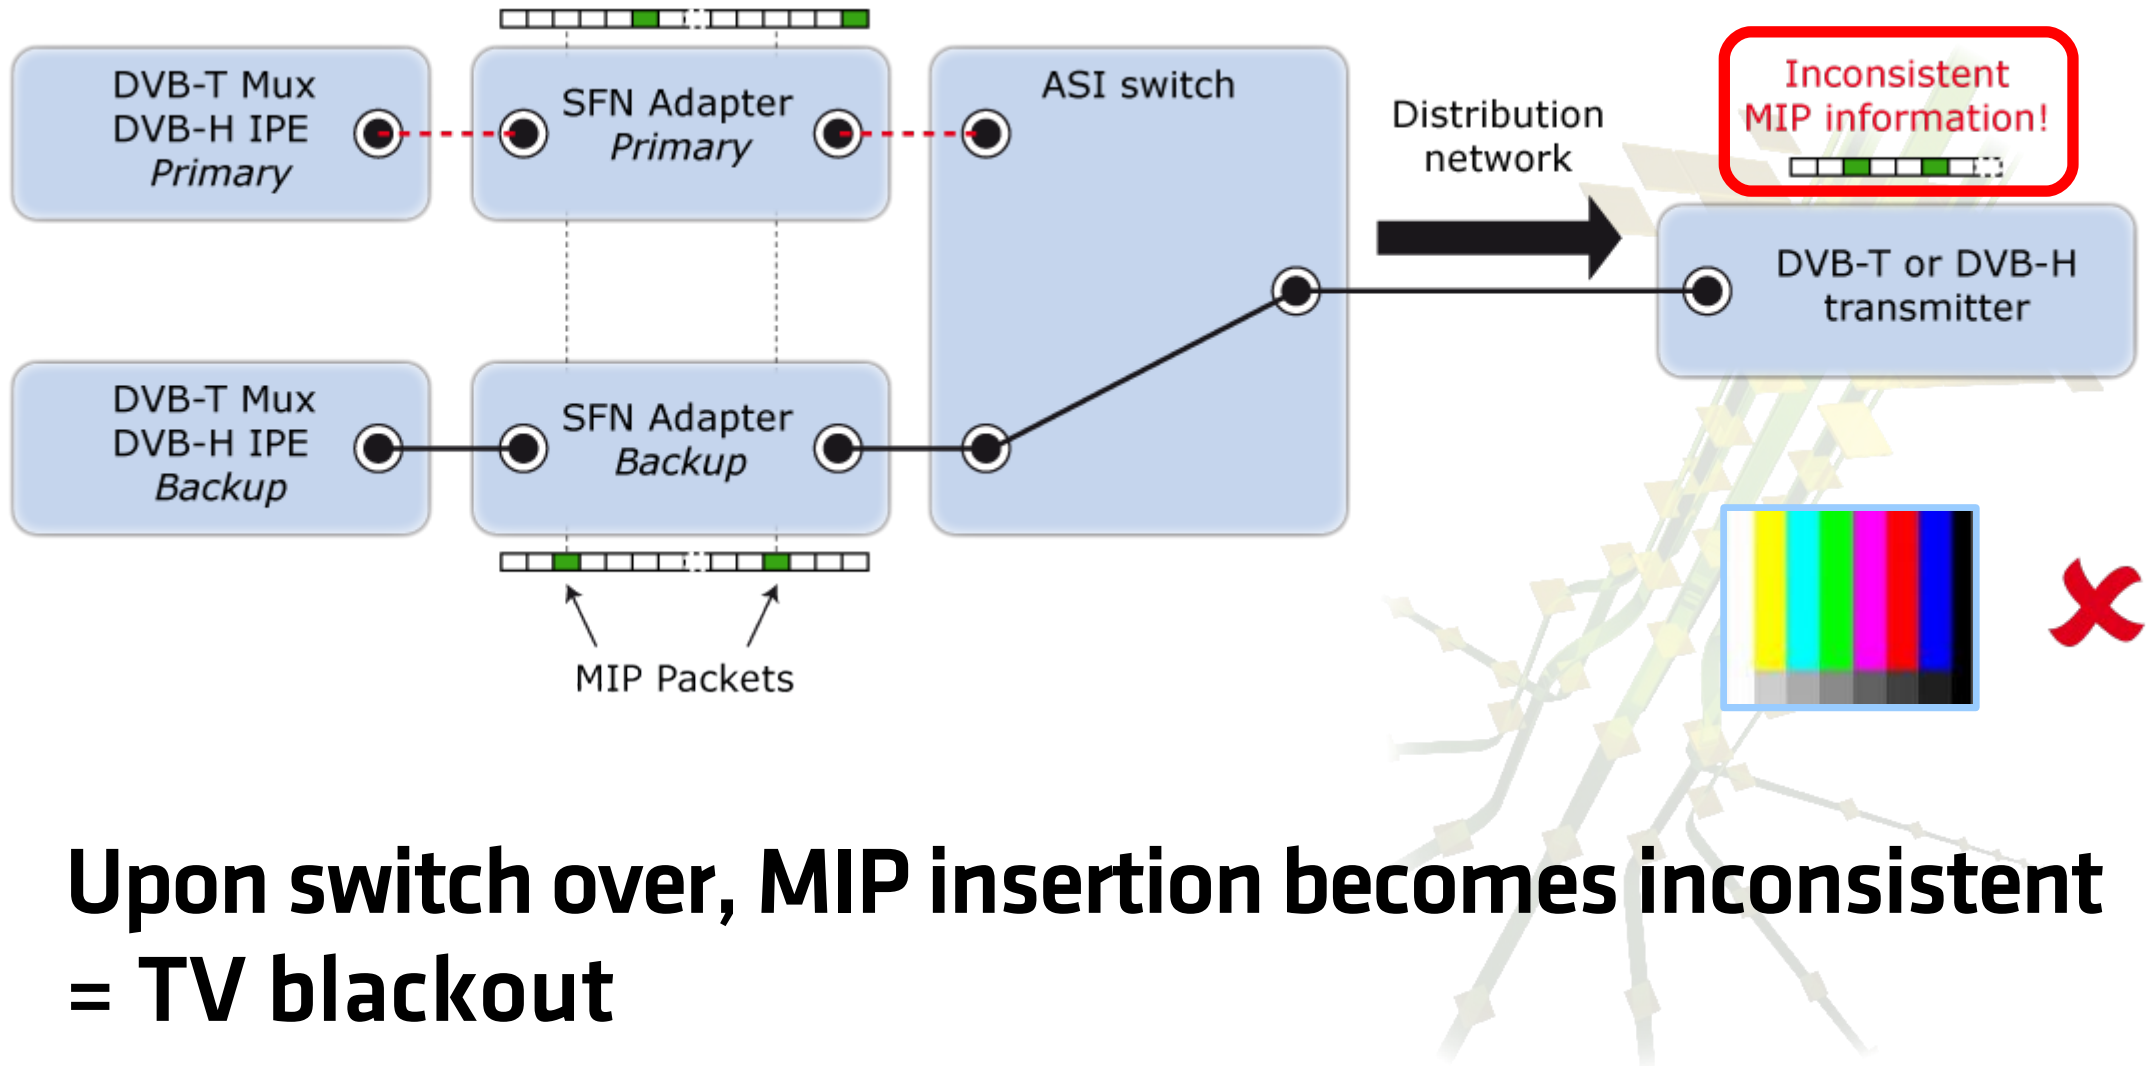 DVB-T Mux
DVB-H IPE
Primary
SFN Adapter
Primary
ASI switch
Distribution
network
Inconsistent
MIP information!
DVB-T or DVB-H
transmitter
DVB-T Mux
DVB-H IPE
Backup
SFN Adapter
Backup
MIP Packets
Upon switch over, MIP insertion becomes inconsistent
= TV blackout